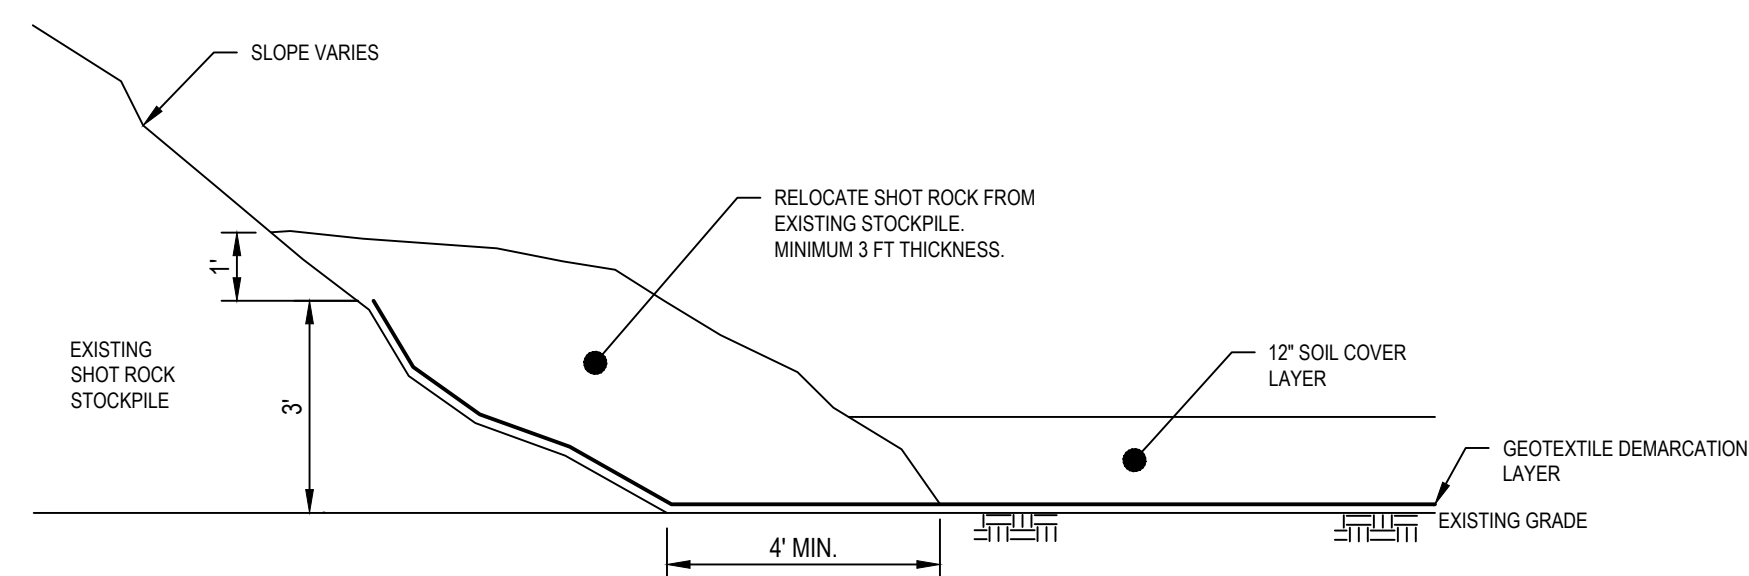 SLOPE VARIES
RELOCATE SHOT ROCK FROM
EXISTING STOCKPILE.
MINIMUM 3 FT THICKNESS.
1'
EXISTING
SHOT ROCK
STOCKPILE
3'
12" SOIL COVER
LAYER
GEOTEXTILE DEMARCATION
LAYER
EXISTING GRADE
4' MIN.